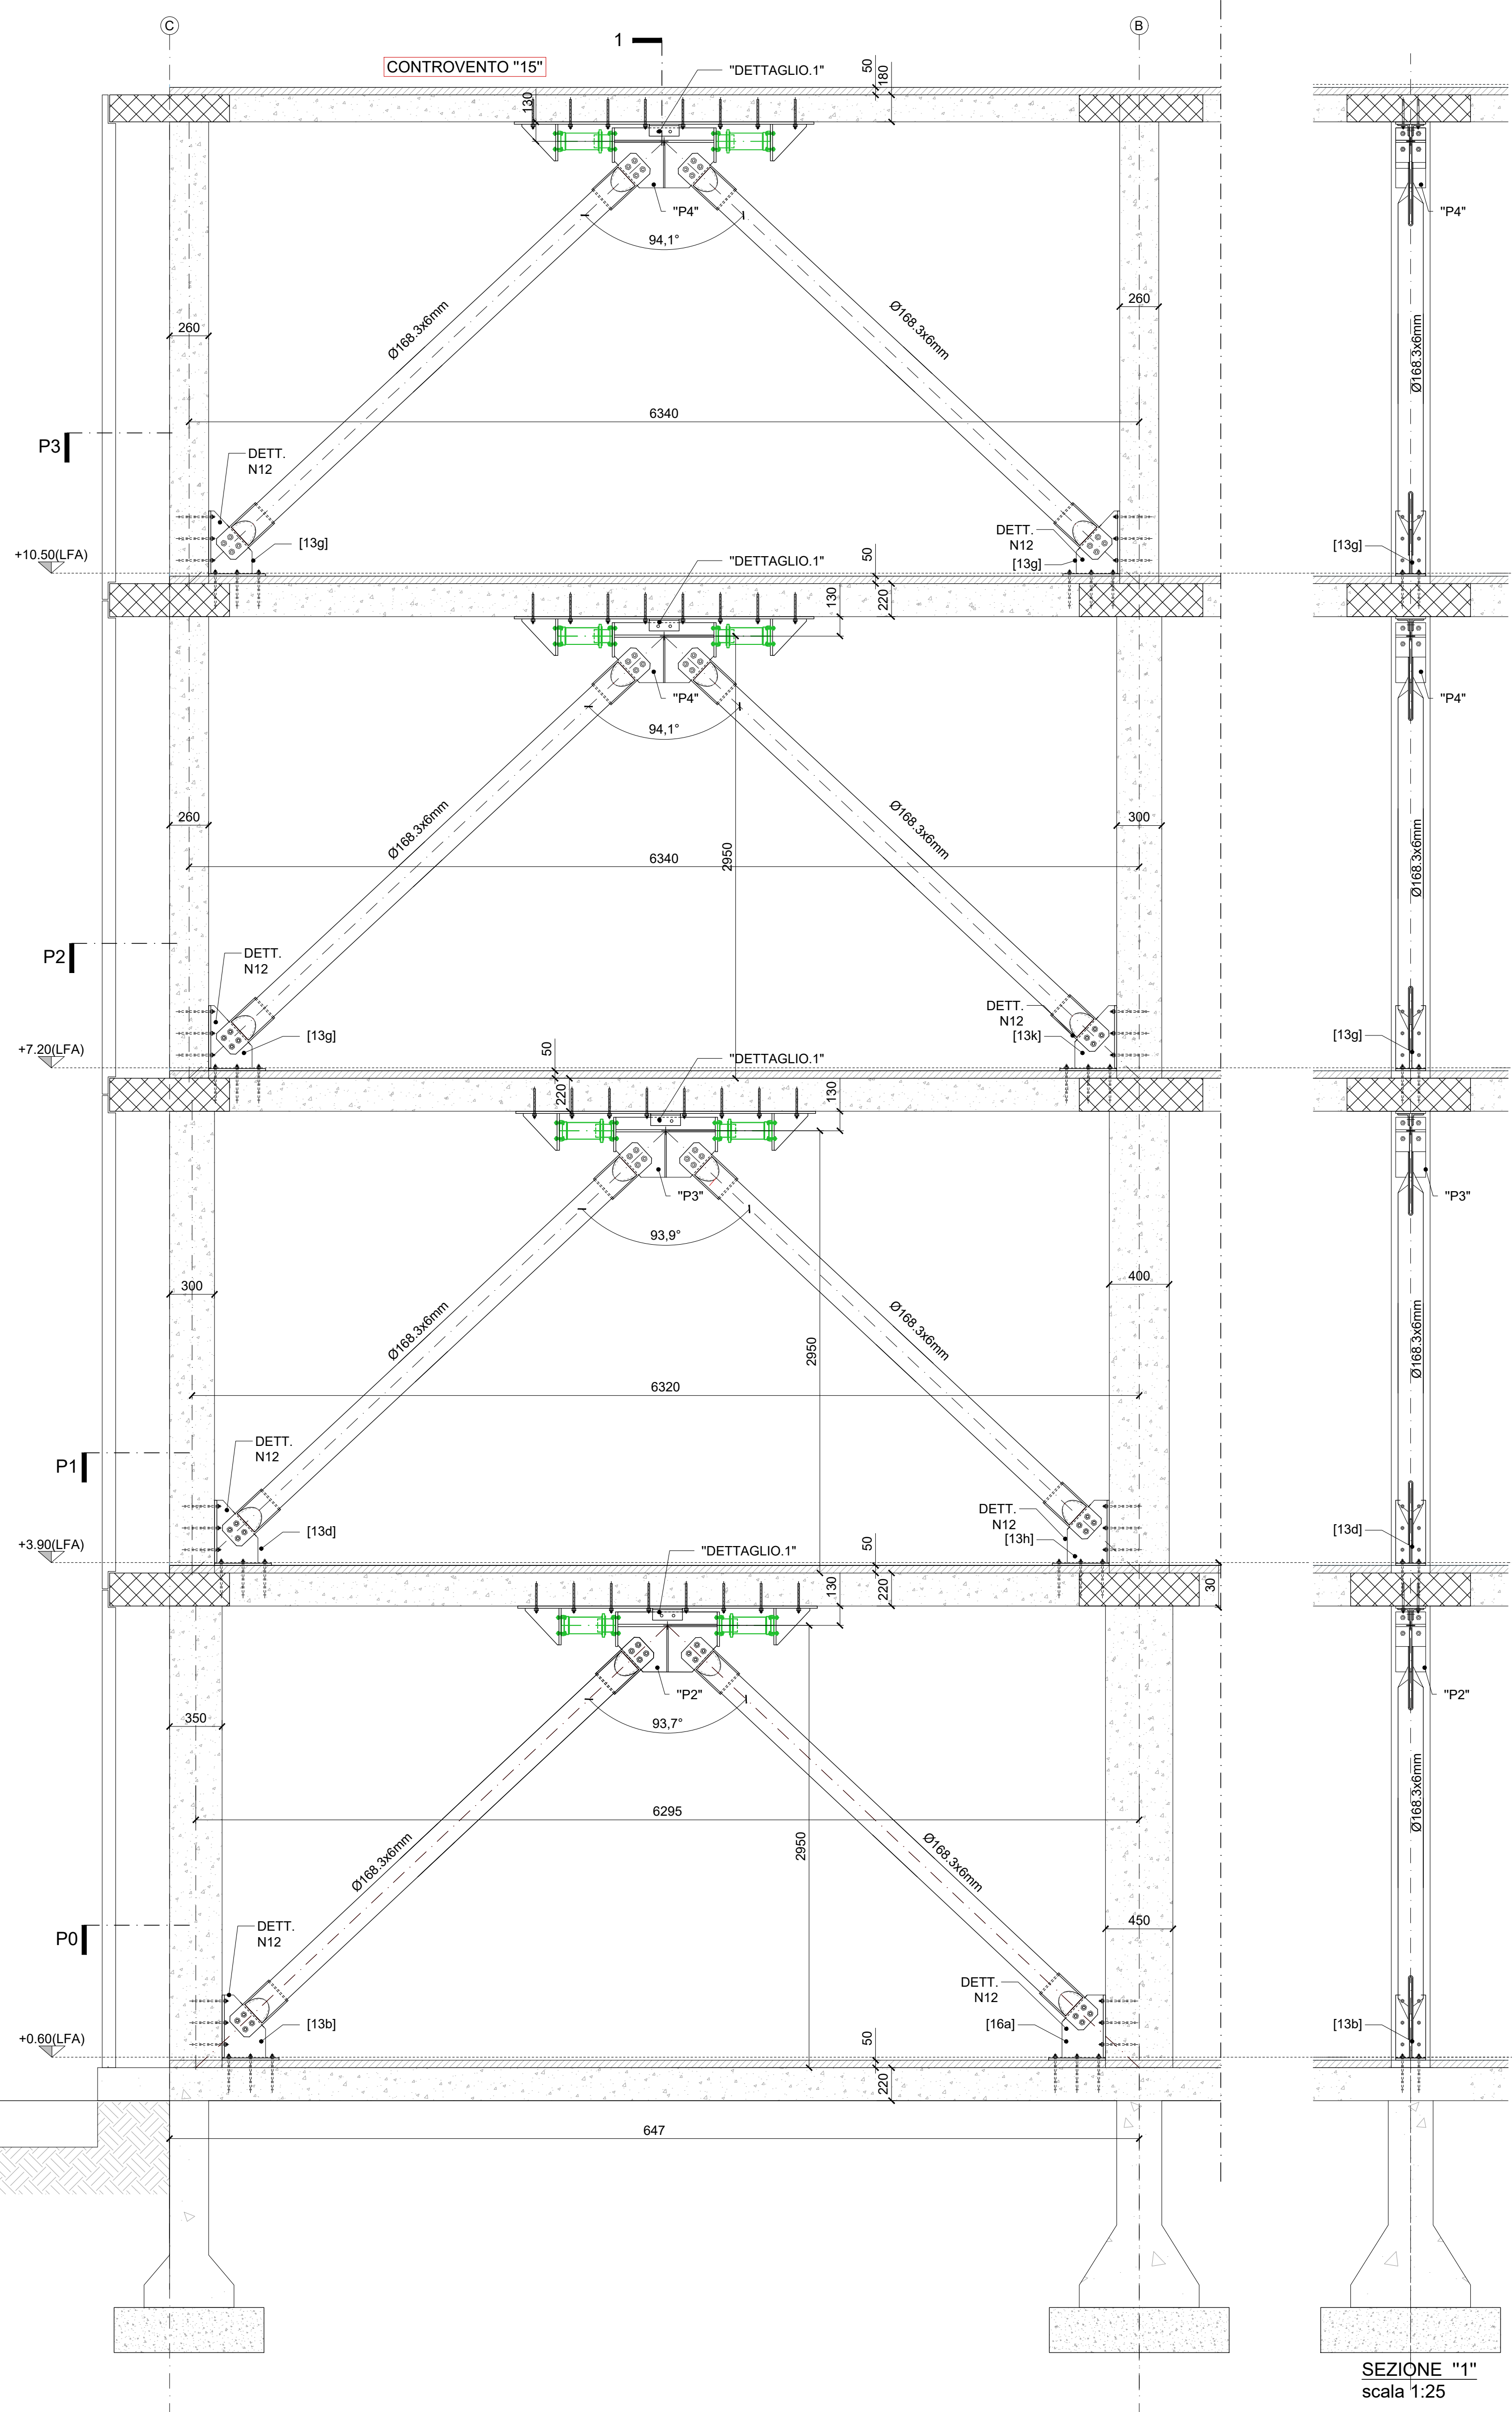 C
B
1
CONTROVENTO "15"
"DETTAGLIO.1"
50
180
130
"P4"
"P4"
94,1°
Ø168.3x6mm
Ø168.3x6mm
Ø168.3x6mm
260
260
6340
P3
DETT.
N12
[13g]
DETT.
N12
[13g]
[13g]
+10.50(LFA)
"DETTAGLIO.1"
50
220
130
"P4"
"P4"
94,1°
Ø168.3x6mm
Ø168.3x6mm
Ø168.3x6mm
260
300
6340
2950
P2
DETT.
N12
[13g]
DETT.
N12
[13k]
[13g]
+7.20(LFA)
50
220
"DETTAGLIO.1"
130
"P3"
"P3"
93,9°
300
400
Ø168.3x6mm
Ø168.3x6mm
Ø168.3x6mm
2950
6320
P1
DETT.
N12
[13d]
DETT.
N12
[13h]
[13d]
+3.90(LFA)
"DETTAGLIO.1"
50
220
130
30
"P2"
"P2"
93,7°
350
Ø168.3x6mm
Ø168.3x6mm
Ø168.3x6mm
6295
2950
450
P0
DETT.
N12
[13b]
DETT.
N12
[16a]
[13b]
+0.60(LFA)
50
220
647
SEZIONE "1"
scala 1:25